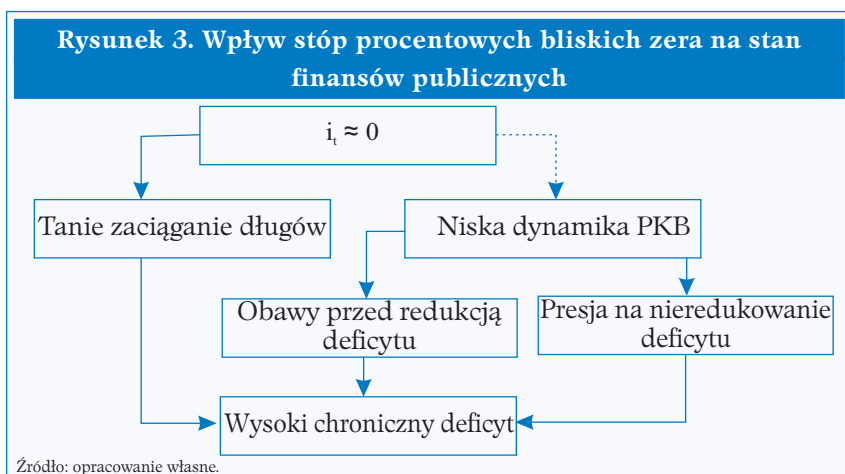 Rysunek 3. Wpływ stóp procentowych bliskich zera na stan
finansów publicznych
iₜ ≈ 0
Tanie zaciąganie długów
Niska dynamika PKB
Obawy przed redukcją
deficytu
Presja na nieredukowanie
deficytu
Wysoki chroniczny deficyt
Źródło: opracowanie własne.